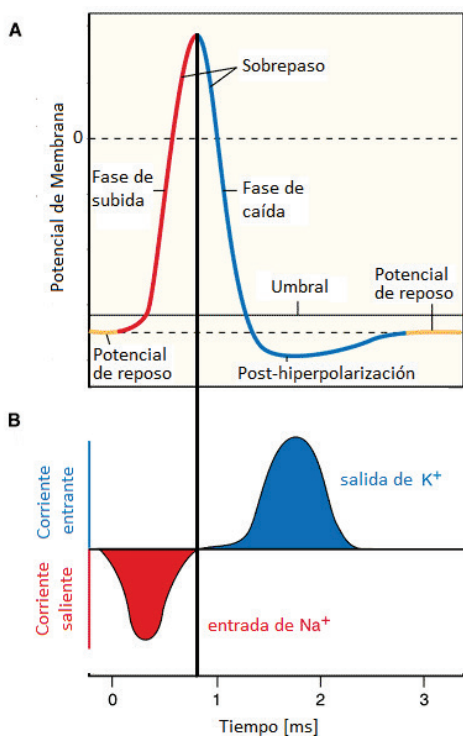 A
Potencial de Membrana
0
Sobrepaso
Fase de
subida
Fase de
caída
Umbral
Potencial
de reposo
Potencial
de reposo
Post-hiperpolarización
B
Corriente
entrante
salida de K⁺
Corriente
saliente
entrada de Na⁺
0
1
2
3
Tiempo [ms]